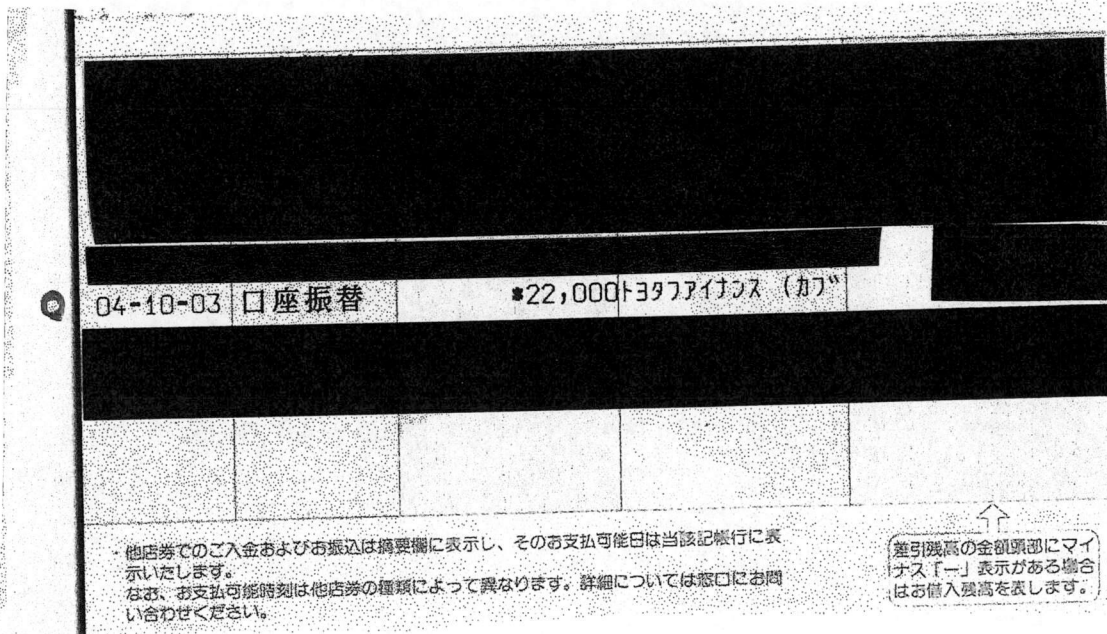 04-10-03 口座振替 *22,000トヨタフアイナンス (カブ"
・他店券でのご入金およびお振込は摘要欄に表示し、そのお支払可能日は当該記帳行に表
示いたします。
なお、お支払可能時刻は他店券の種類によって異なります。詳細については窓口にお問
い合わせください。
差引残高の金額頭部にマイ
ナス「-」表示がある場合
はお借入残高を表します。